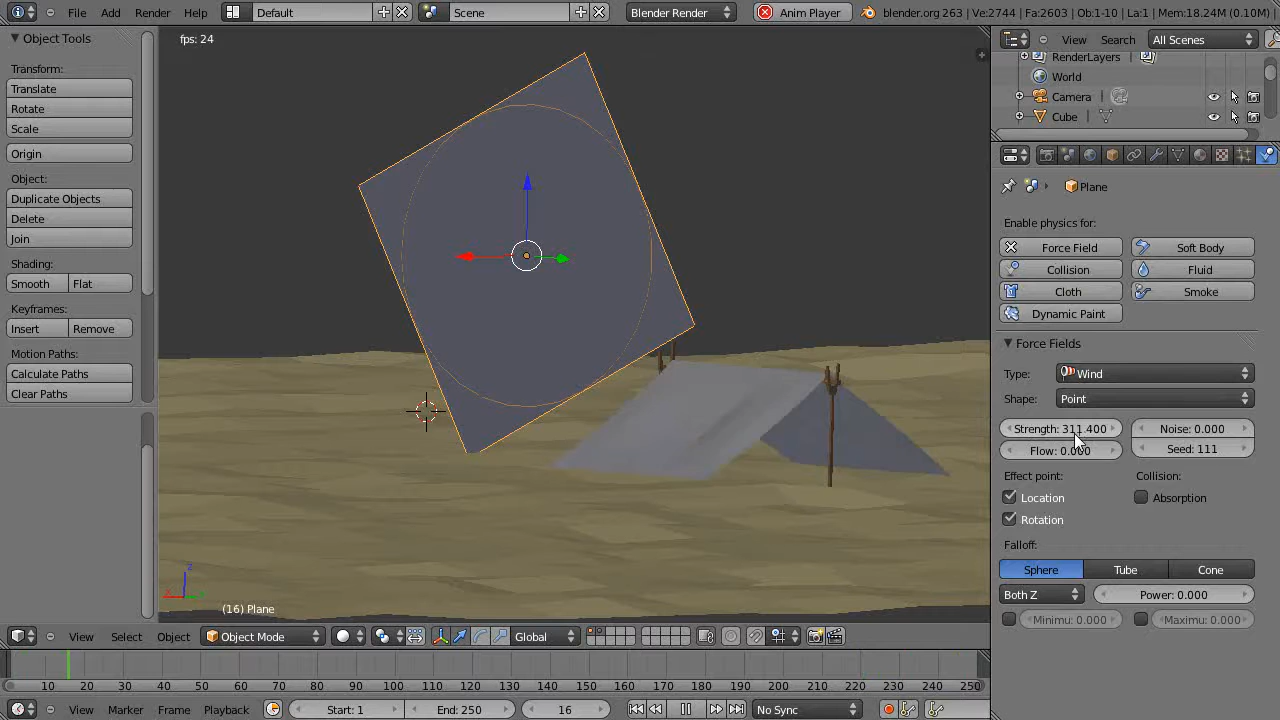 File Add Render Help Default Scene Blender Render Anim Player blender.org 263 | Ve:2744 | Fa:2603 | Ob:1-10 | La:1 | Mem:18.24M (0.10M) |
Object Tools
Transform:
Translate
Rotate
Scale
Origin
Object:
Duplicate Objects
Delete
Join
Shading:
Smooth Flat
Keyframes:
Insert Remove
Motion Paths:
Calculate Paths
Clear Paths
fps: 24
(16) Plane
View Select Object Object Mode Global
View Search All Scenes
RenderLayers |
World
Camera |
Cube |
Plane
Enable physics for:
Force Field Soft Body
Collision Fluid
Cloth Smoke
Dynamic Paint
Force Fields
Type: Wind
Shape: Point
Strength: 311.400 Noise: 0.000
Flow: 0.000 Seed: 111
Effect point: Collision:
Location Absorption
Rotation
Falloff:
Sphere Tube Cone
Both Z Power: 0.000
Minimu: 0.000 Maximu: 0.000
10 20 30 40 50 60 70 80 90 100 110 120 130 140 150 160 170 180 190 200 210 220 230 240 250
View Marker Frame Playback Start: 1 End: 250 16 No Sync